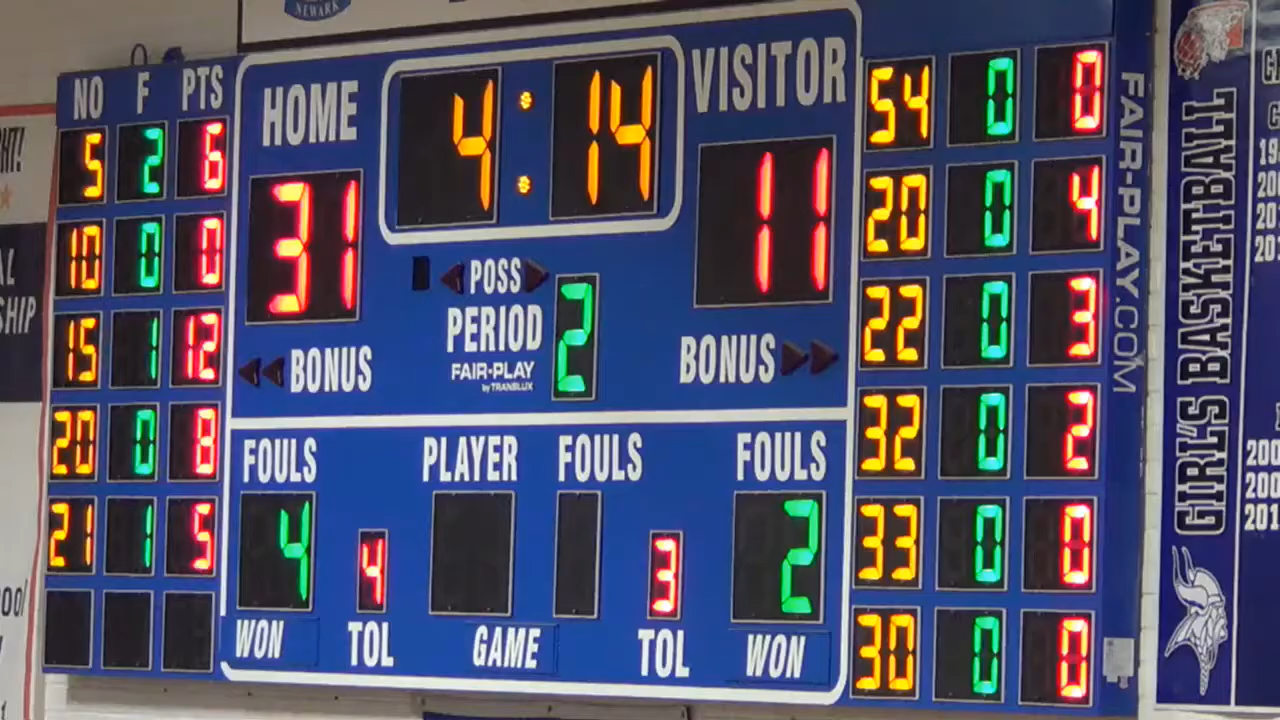 NEWARK
NO F PTS
5 2 6
10 0 0
15 1 12
20 0 8
21 1 5
HOME
31
4:14
VISITOR
11
POSS
PERIOD
2
FAIR-PLAY
by TRANSLUX
BONUS
BONUS
FOULS
4
PLAYER
FOULS
FOULS
2
4
3
WON
TOL
GAME
TOL
WON
54 0 0
20 0 4
22 0 3
32 0 2
33 0 0
30 0 0
FAIR-PLAY.COM
GIRL'S BASKETBALL
HT!
SHIP